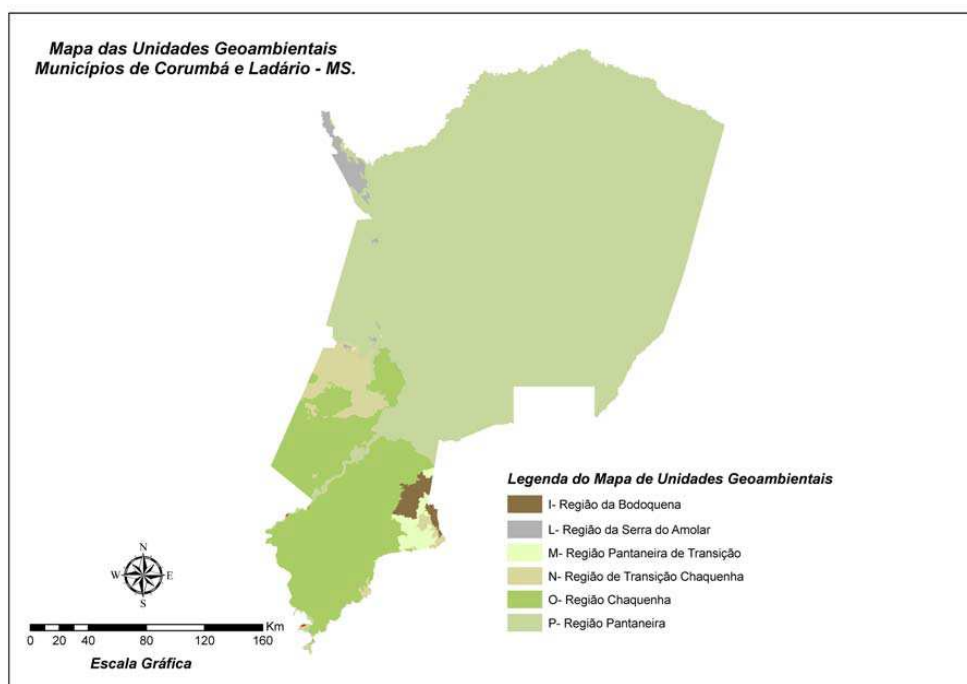 Mapa das Unidades Geoambientais
Municípios de Corumbá e Ladário - MS.
Legenda do Mapa de Unidades Geoambientais
I- Região da Bodoquena
L- Região da Serra do Amolar
M- Região Pantaneira de Transição
N- Região de Transição Chaquenha
O- Região Chaquenha
P- Região Pantaneira
N
W E
S
Km
0 20 40 80 120 160
Escala Gráfica